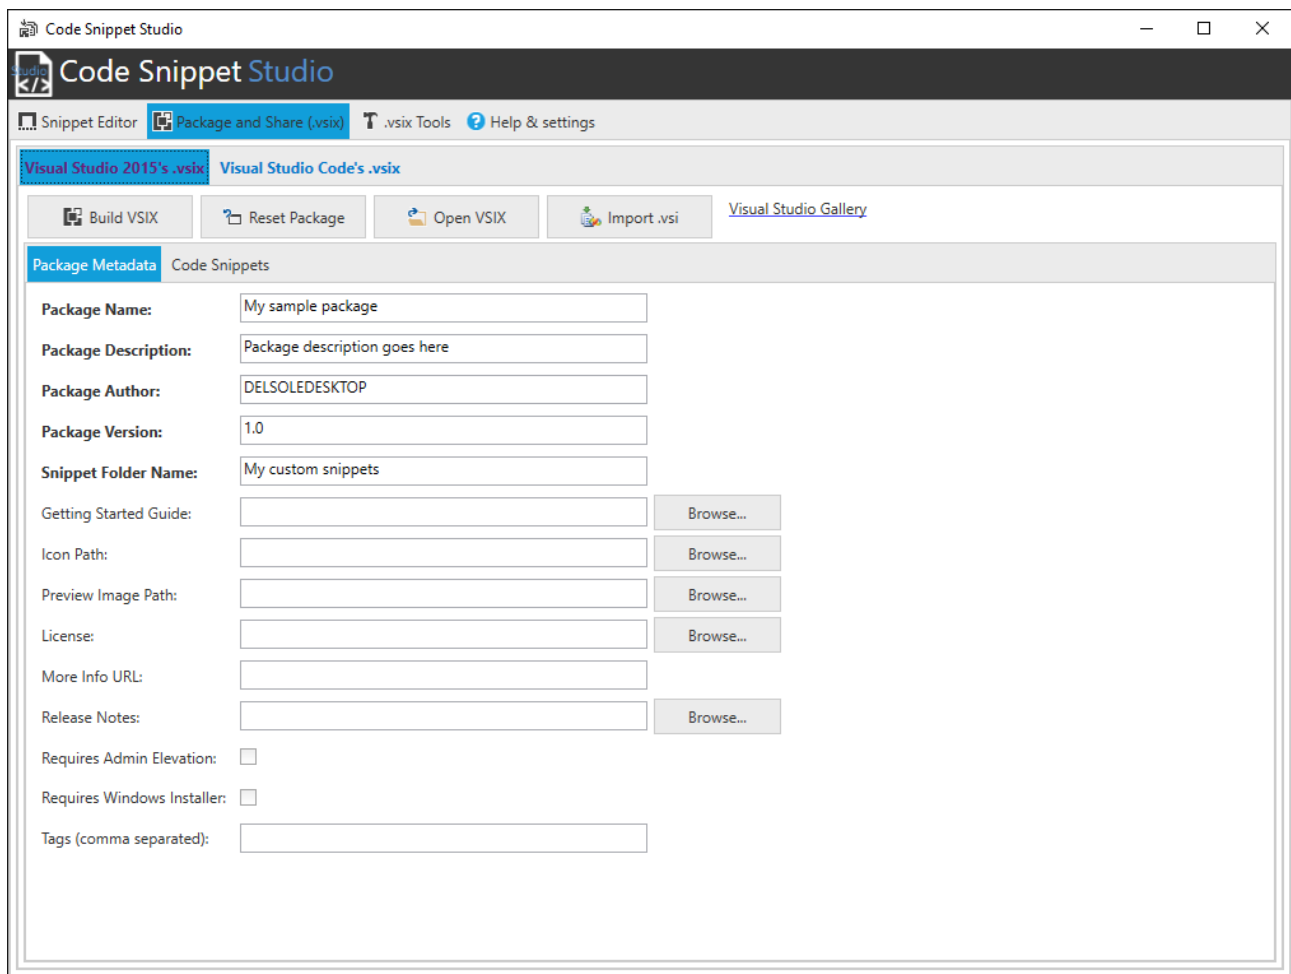 Code Snippet Studio
Studio
</>
Code Snippet Studio
Snippet Editor Package and Share (.vsix) .vsix Tools Help & settings
Visual Studio 2015's .vsix Visual Studio Code's .vsix
Build VSIX Reset Package Open VSIX Import .vsi Visual Studio Gallery
Package Metadata Code Snippets
Package Name: My sample package
Package Description: Package description goes here
Package Author: DELSOLEDESKTOP
Package Version: 1.0
Snippet Folder Name: My custom snippets
Getting Started Guide: Browse...
Icon Path: Browse...
Preview Image Path: Browse...
License: Browse...
More Info URL:
Release Notes: Browse...
Requires Admin Elevation:
Requires Windows Installer:
Tags (comma separated):